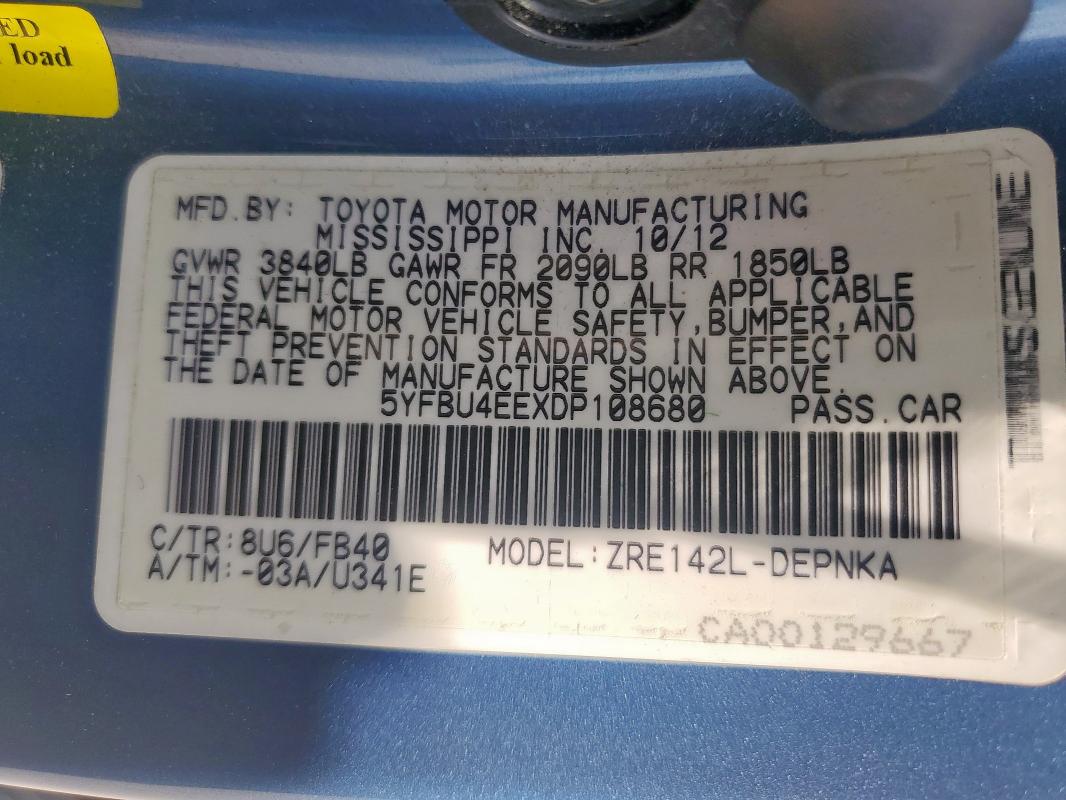 ED
load
MFD.BY: TOYOTA MOTOR MANUFACTURING
MISSISSIPPI INC. 10/12
GVWR 3840LB GAWR FR 2090LB RR 1850LB
THIS VEHICLE CONFORMS TO ALL APPLICABLE
FEDERAL MOTOR VEHICLE SAFETY,BUMPER,AND
THEFT PREVENTION STANDARDS IN EFFECT ON
THE DATE OF MANUFACTURE SHOWN ABOVE.
5YFBU4EEXDP108680 PASS.CAR
C/TR:8U6/FB40 MODEL:ZRE142L-DEPNKA
A/TM:-03A/U341E
CA00129667